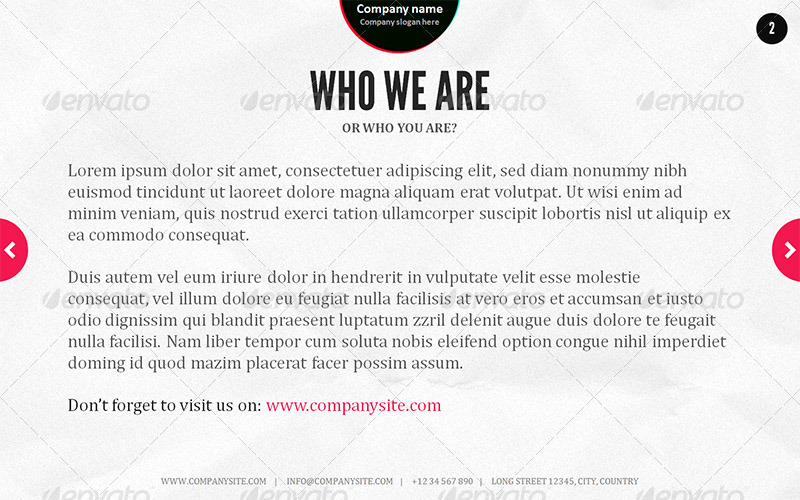 Company name
Company slogan here
2
WHO WE ARE
OR WHO YOU ARE?
envato envato envato envato
Lorem ipsum dolor sit amet, consectetuer adipiscing elit, sed diam nonummy nibh
euismod tincidunt ut laoreet dolore magna aliquam erat volutpat. Ut wisi enim ad
minim veniam, quis nostrud exerci tation ullamcorper suscipit lobortis nisl ut aliquip ex
ea commodo consequat.
Duis autem vel eum iriure dolor in hendrerit in vulputate velit esse molestie
consequat, vel illum dolore eu feugiat nulla facilisis at vero eros et accumsan et iusto
odio dignissim qui blandit praesent luptatum zzril delenit augue duis dolore te feugait
nulla facilisi. Nam liber tempor cum soluta nobis eleifend option congue nihil imperdiet
doming id quod mazim placerat facer possim assum.
envato envato envato envato
Don't forget to visit us on: www.companysite.com
WWW.COMPANYSITE.COM | INFO@COMPANYSITE.COM | +12 34 567 890 | LONG STREET 12345, CITY, COUNTRY
envato envato envato envato